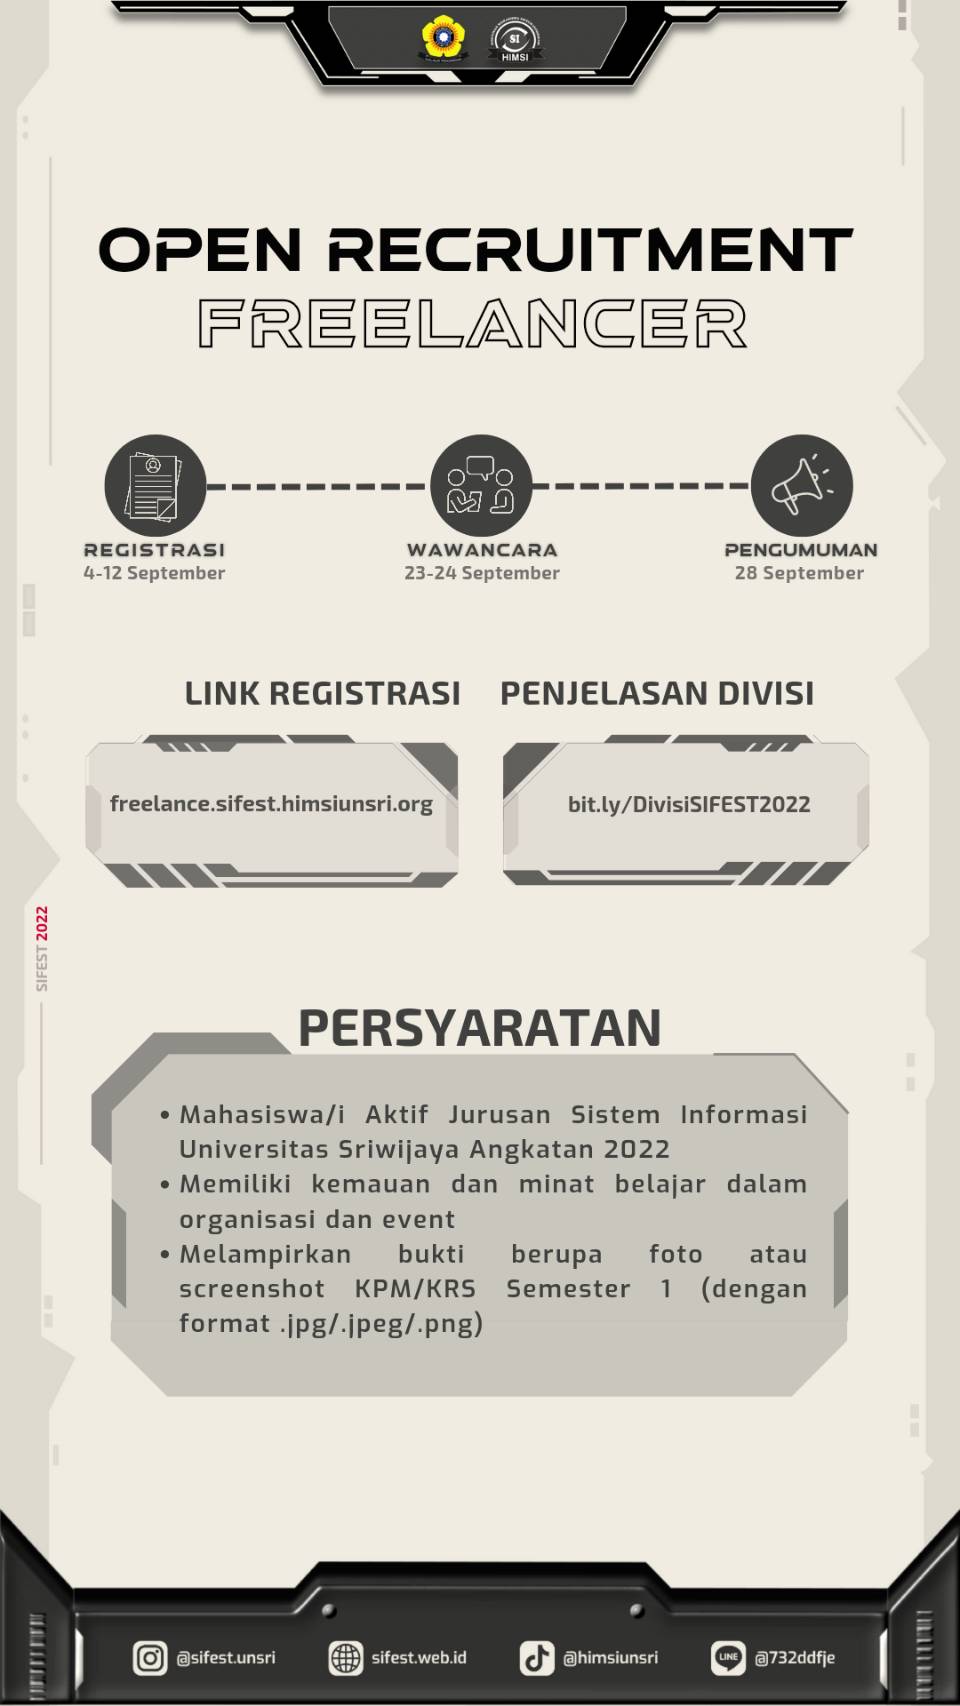 SI
HIMSI
OPEN RECRUITMENT
FREELANCER
REGISTRASI
4-12 September
WAWANCARA
23-24 September
PENGUMUMAN
28 September
LINK REGISTRASI
freelance.sifest.himsiunsri.org
PENJELASAN DIVISI
bit.ly/DivisiSIFEST2022
SIFEST 2022
PERSYARATAN
• Mahasiswa/i Aktif Jurusan Sistem Informasi
Universitas Sriwijaya Angkatan 2022
• Memiliki kemauan dan minat belajar dalam
organisasi dan event
• Melampirkan bukti berupa foto atau
screenshot KPM/KRS Semester 1 (dengan
format .jpg/.jpeg/.png)
@sifest.unsri
sifest.web.id
@himsiunsri
LINE
@732ddfje